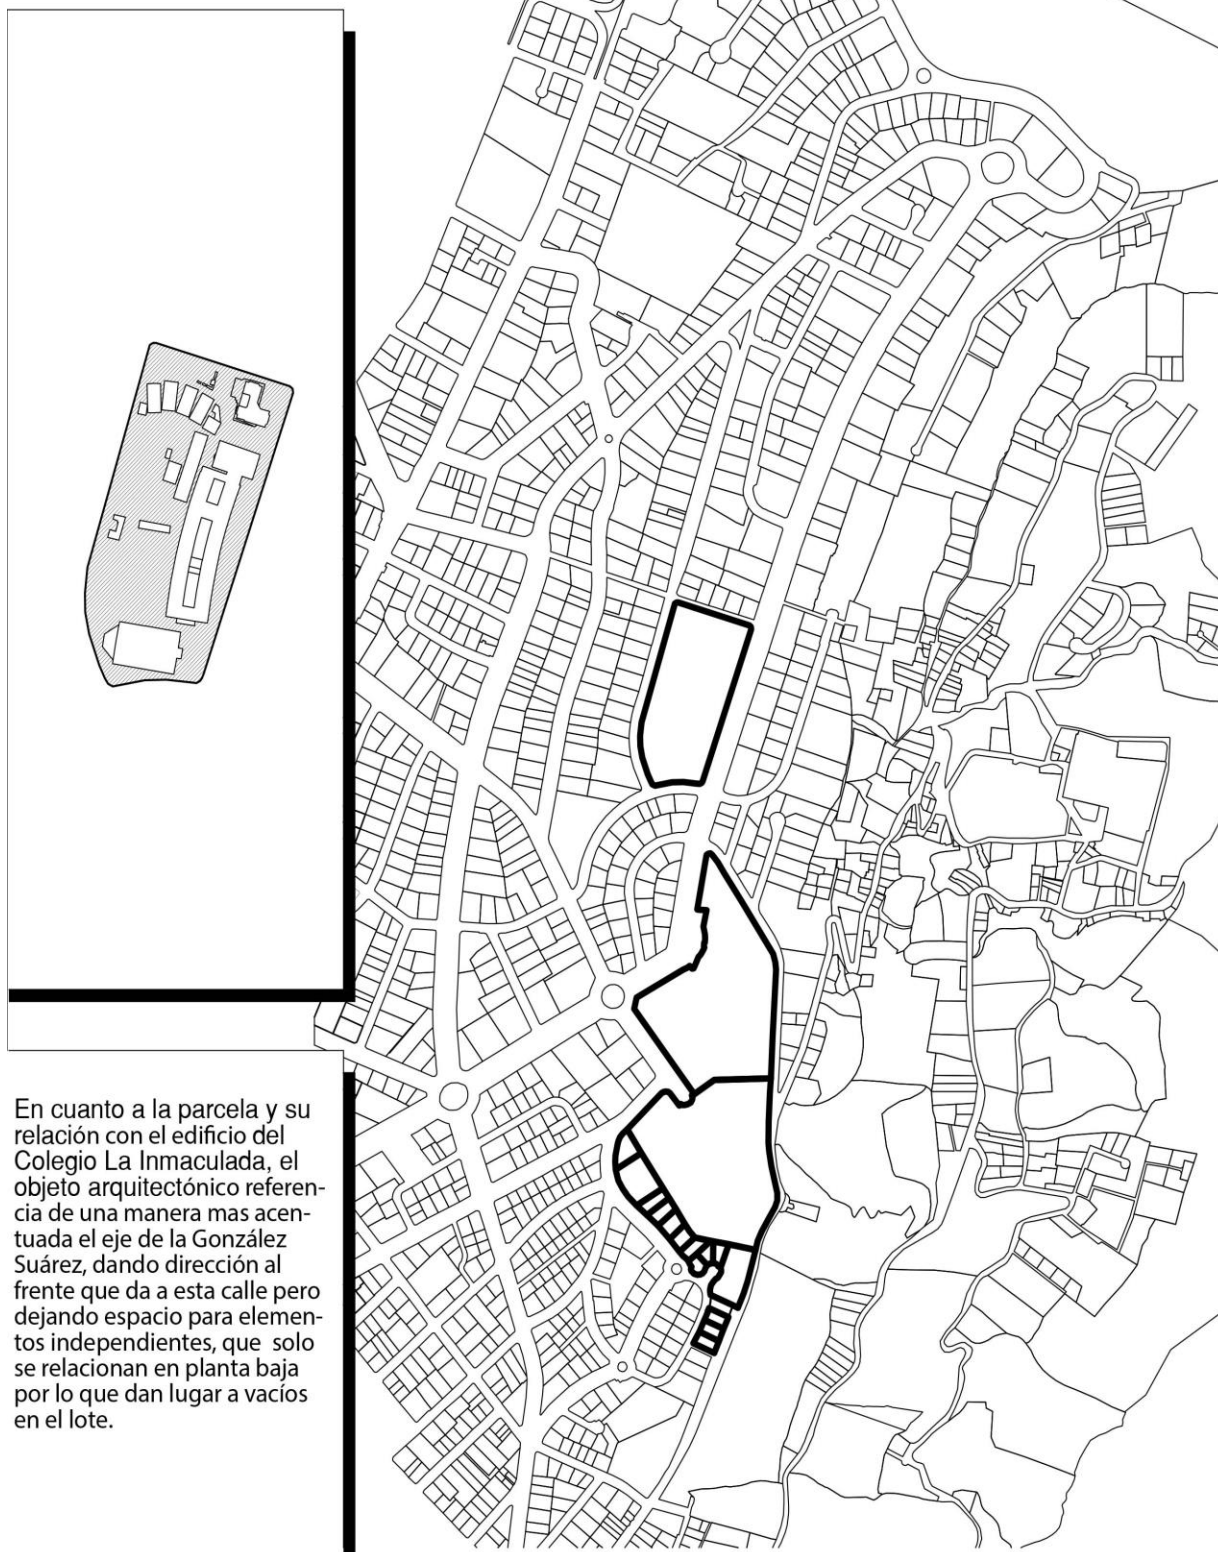 En cuanto a la parcela y su
relación con el edificio del
Colegio La Inmaculada, el
objeto arquitectónico referen-
cia de una manera mas acen-
tuada el eje de la González
Suárez, dando dirección al
frente que da a esta calle pero
dejando espacio para elemen-
tos independientes, que solo
se relacionan en planta baja
por lo que dan lugar a vacíos
en el lote.